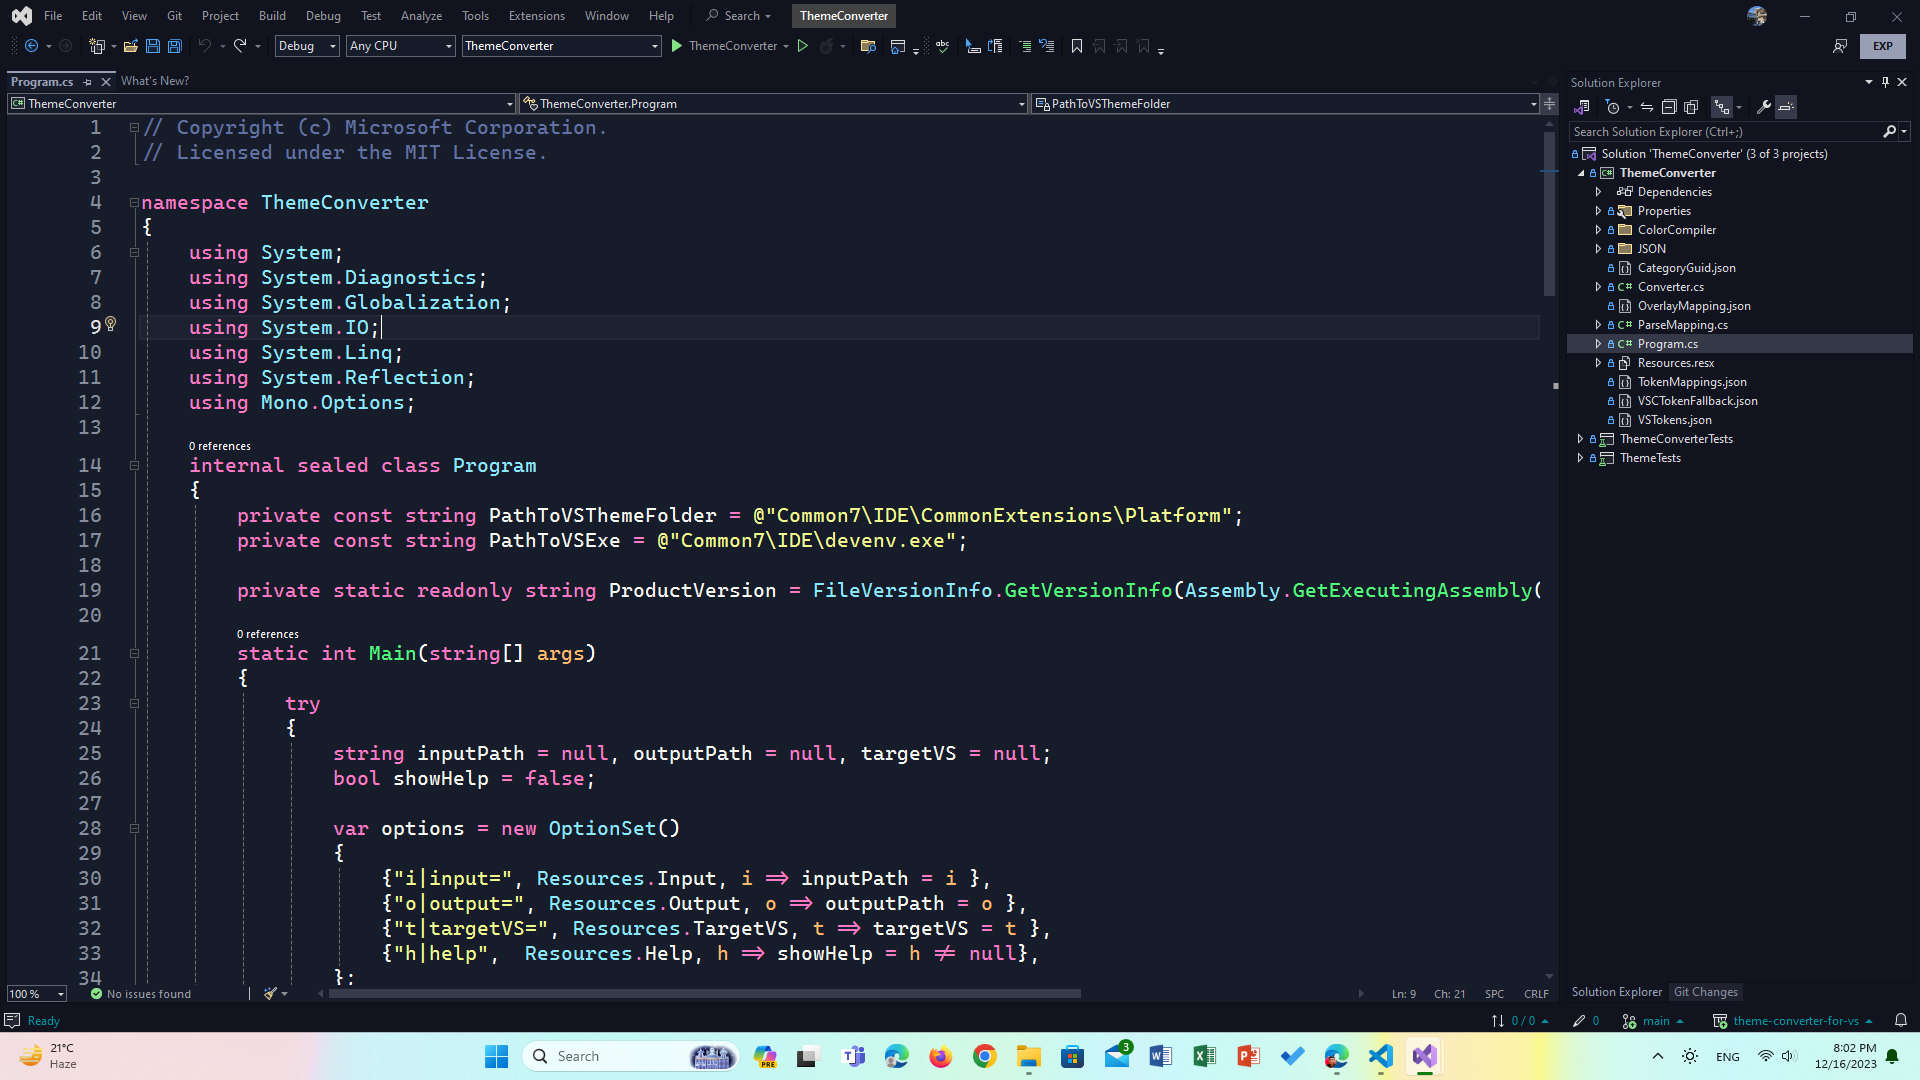 File Edit View Git Project Build Debug Test Analyze Tools Extensions Window Help Search ThemeConverter
Debug Any CPU ThemeConverter ThemeConverter abc EXP
Program.cs What's New?
C# ThemeConverter ThemeConverter.Program PathToVSThemeFolder
1 // Copyright (c) Microsoft Corporation.
2 // Licensed under the MIT License.
3
4 namespace ThemeConverter
5 {
6 using System;
7 using System.Diagnostics;
8 using System.Globalization;
9 using System.IO;
10 using System.Linq;
11 using System.Reflection;
12 using Mono.Options;
13
0 references
14 internal sealed class Program
15 {
16 private const string PathToVSThemeFolder = @"Common7\IDE\CommonExtensions\Platform";
17 private const string PathToVSExe = @"Common7\IDE\devenv.exe";
18
19 private static readonly string ProductVersion = FileVersionInfo.GetVersionInfo(Assembly.GetExecutingAssembly(
20
0 references
21 static int Main(string[] args)
22 {
23 try
24 {
25 string inputPath = null, outputPath = null, targetVS = null;
26 bool showHelp = false;
27
28 var options = new OptionSet()
29 {
30 {"i|input=", Resources.Input, i => inputPath = i },
31 {"o|output=", Resources.Output, o => outputPath = o },
32 {"t|targetVS=", Resources.TargetVS, t => targetVS = t },
33 {"h|help",  Resources.Help, h => showHelp = h != null},
34 };
100 % No issues found Ln: 9 Ch: 21 SPC CRLF
Solution Explorer
Search Solution Explorer (Ctrl+;)
Solution 'ThemeConverter' (3 of 3 projects)
C# ThemeConverter
Dependencies
Properties
ColorCompiler
JSON
CategoryGuid.json
C# Converter.cs
OverlayMapping.json
C# ParseMapping.cs
C# Program.cs
Resources.resx
TokenMappings.json
VSCTokenFallback.json
VSTokens.json
ThemeConverterTests
ThemeTests
Solution Explorer Git Changes
Ready 0 / 0 0 main theme-converter-for-vs
21°C
Haze
Search PRE 3 ENG
8:02 PM
12/16/2023